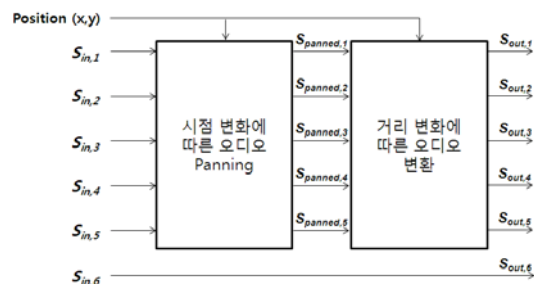 Position (x,y)
S_in,1 S_panned,1 S_out,1
S_in,2 S_panned,2 S_out,2
S_in,3 S_panned,3 S_out,3
S_in,4 S_panned,4 S_out,4
S_in,5 S_panned,5 S_out,5
S_in,6 S_out,6
시점 변화에
따른 오디오
Panning
거리 변화에
따른 오디오
변환